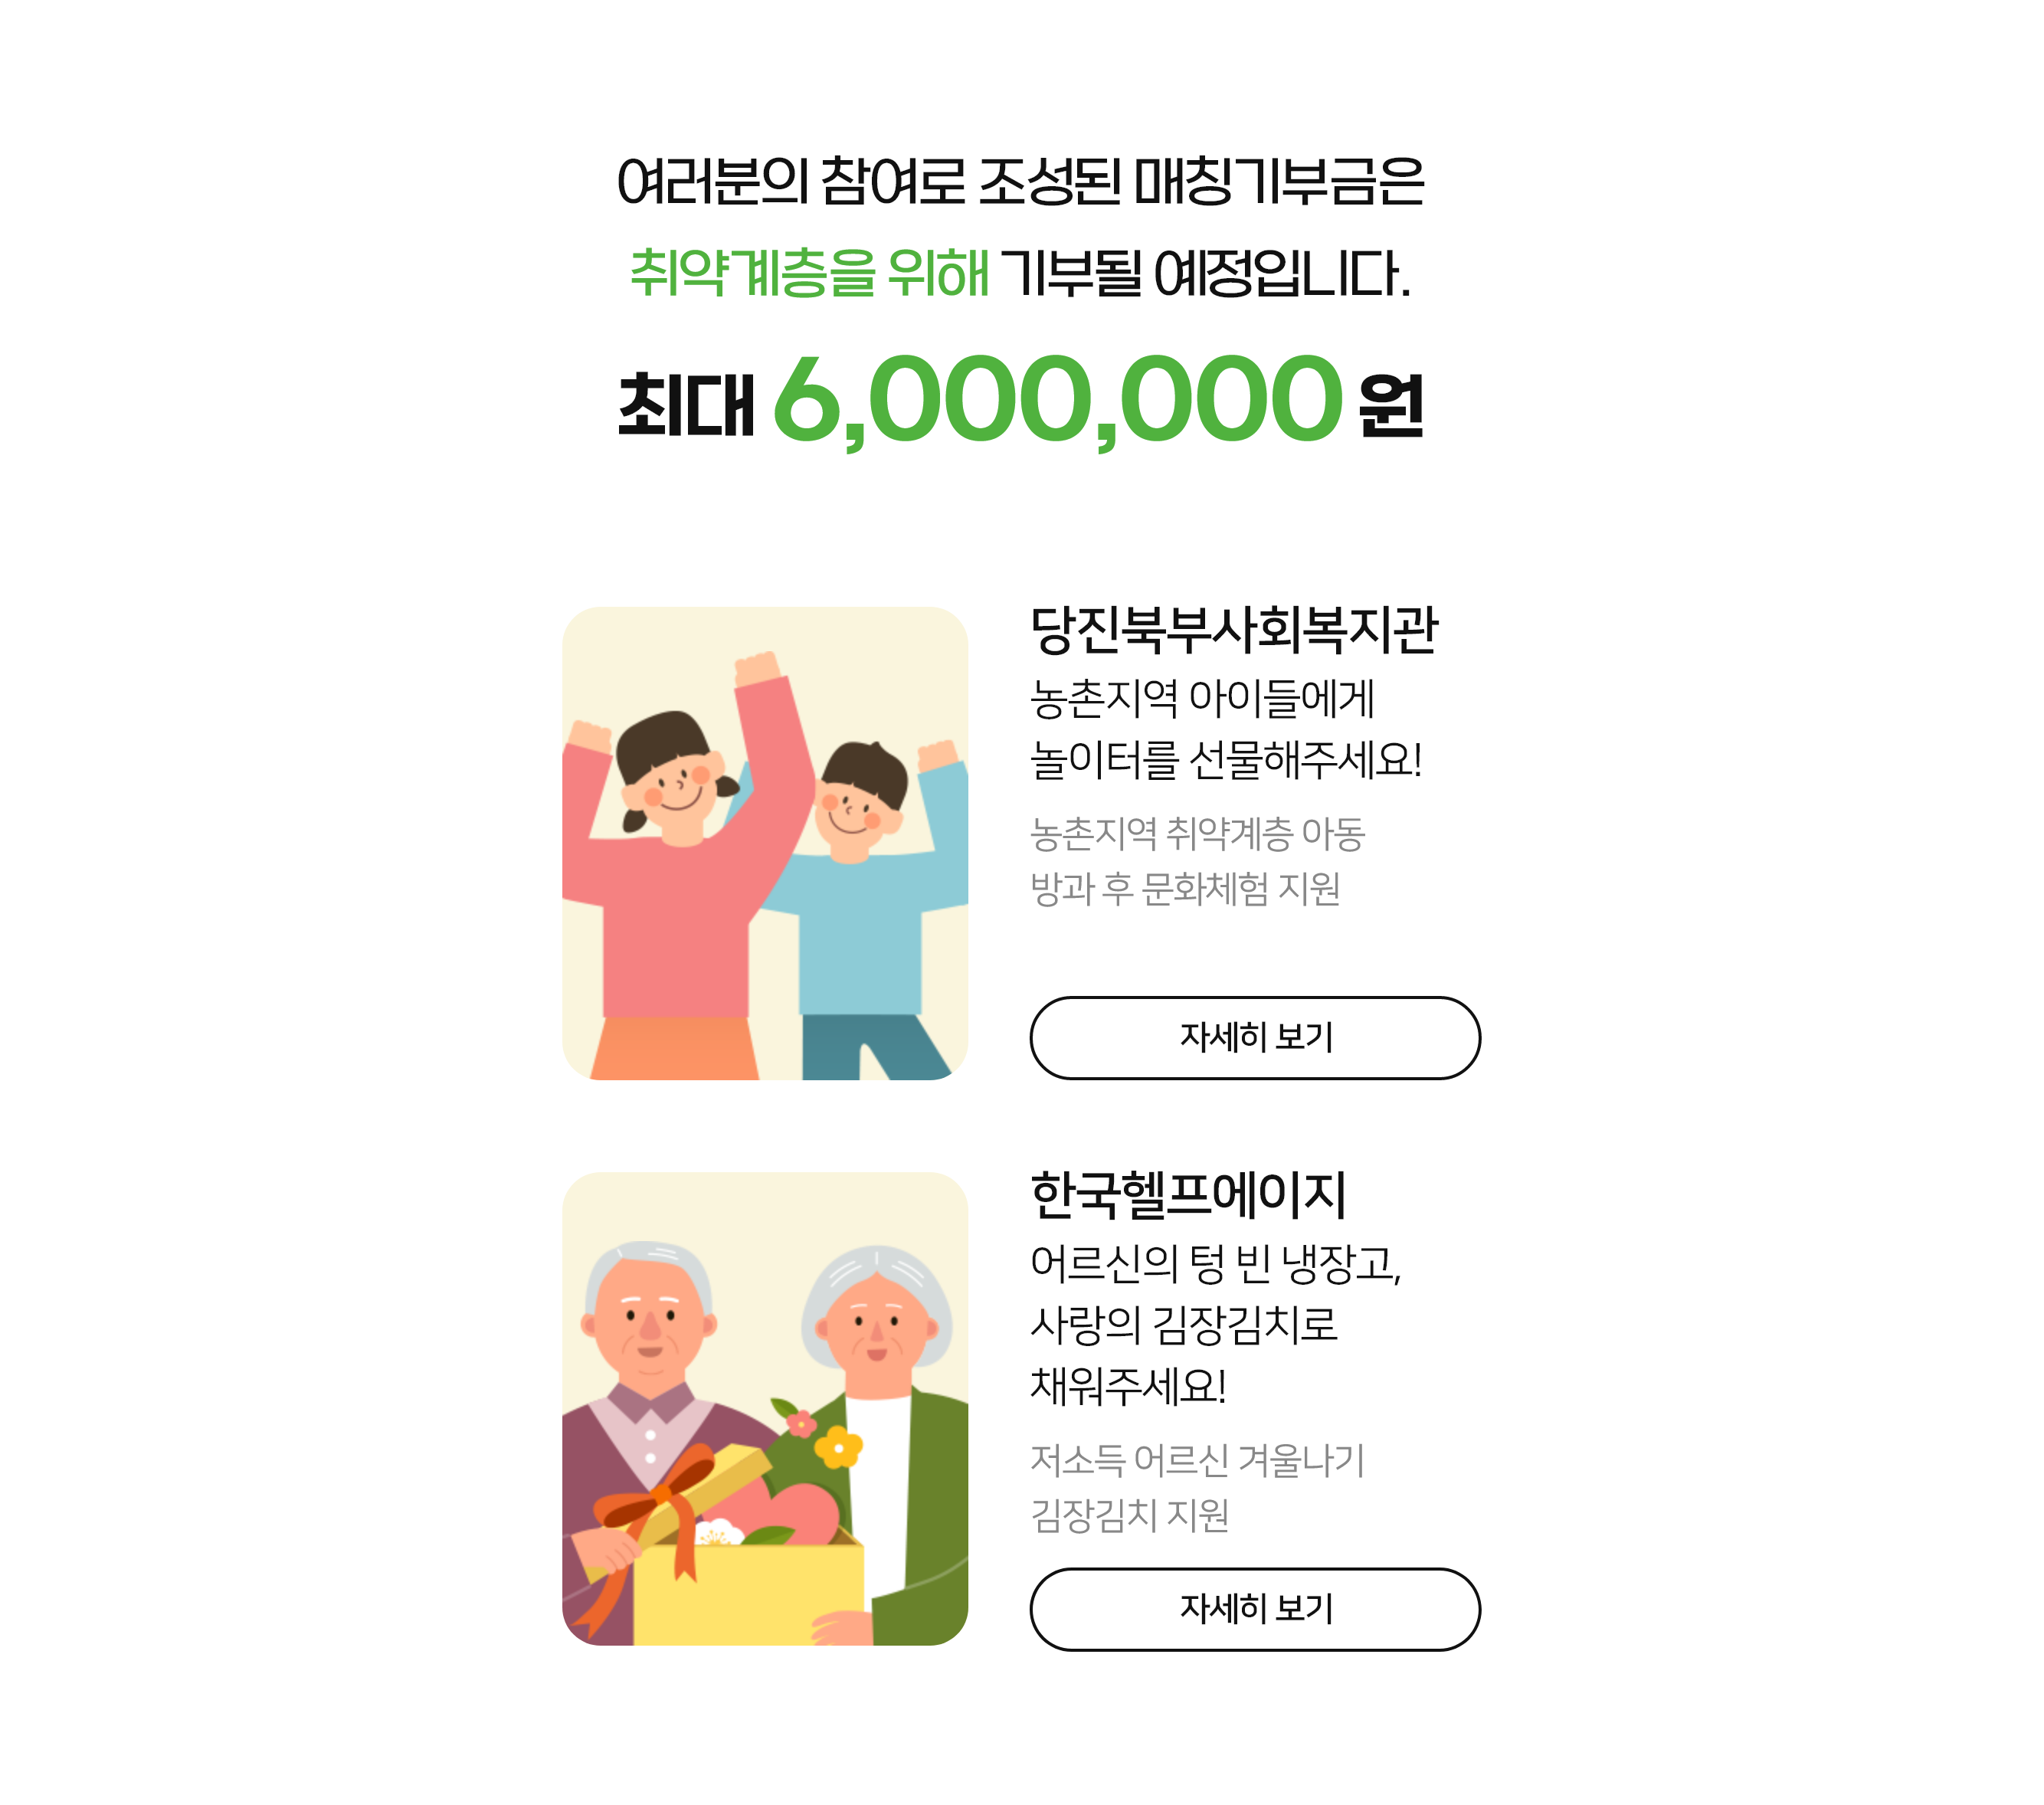 여러분의 참여로 조성된 매칭기부금은
취약계층을 위해 기부될 예정입니다.
최대 6,000,000 원
당진북부사회복지관
농촌지역 아이들에게
놀이터를 선물해주세요!
농촌지역 취약계층 아동
방과 후 문화체험 지원
자세히 보기
한국헬프에이지
어르신의 텅 빈 냉장고,
사랑의 김장김치로
채워주세요!
저소득 어르신 겨울나기
김장김치 지원
자세히 보기